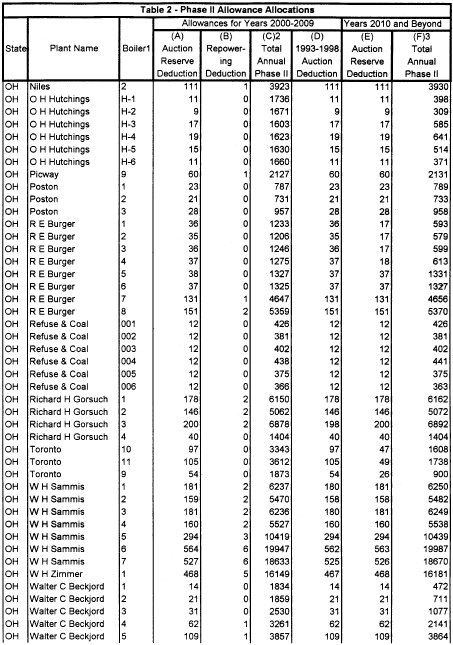 Table 2 - Phase II Allowance Allocations
Allowances for Years 2000-2009 Years 2010 and Beyond
(A) (B) (C)2 (D) (E) (F)3
Auction Repower- Total 1993-1998 Auction Total
State Plant Name Boiler1 Reserve ing Annual Auction Reserve Annual
Deduction Deduction Phase II Deduction Deduction Phase II
OH Niles 2 111 1 3923 111 111 3930
OH O H Hutchings H-1 11 0 1736 11 11 398
OH O H Hutchings H-2 9 0 1671 9 9 309
OH O H Hutchings H-3 17 0 1603 17 17 585
OH O H Hutchings H-4 19 0 1623 19 19 641
OH O H Hutchings H-5 15 0 1630 15 15 514
OH O H Hutchings H-6 11 0 1660 11 11 371
OH Picway 9 60 1 2127 60 60 2131
OH Poston 1 23 0 787 23 23 789
OH Poston 2 21 0 731 21 21 733
OH Poston 3 28 0 957 28 28 958
OH R E Burger 1 36 0 1233 36 17 593
OH R E Burger 2 35 0 1206 35 17 579
OH R E Burger 3 36 0 1246 36 17 599
OH R E Burger 4 37 0 1275 37 18 613
OH R E Burger 5 38 0 1327 37 37 1331
OH R E Burger 6 37 0 1325 37 37 1327
OH R E Burger 7 131 1 4647 131 131 4656
OH R E Burger 8 151 2 5359 151 151 5370
OH Refuse & Coal 001 12 0 426 12 12 426
OH Refuse & Coal 002 12 0 381 12 12 381
OH Refuse & Coal 003 12 0 402 12 12 402
OH Refuse & Coal 004 12 0 438 12 12 441
OH Refuse & Coal 005 12 0 375 12 12 375
OH Refuse & Coal 006 12 0 366 12 12 363
OH Richard H Gorsuch 1 178 2 6150 178 178 6162
OH Richard H Gorsuch 2 146 2 5062 146 146 5072
OH Richard H Gorsuch 3 200 2 6878 198 200 6892
OH Richard H Gorsuch 4 40 0 1404 40 40 1404
OH Toronto 10 97 0 3343 97 47 1608
OH Toronto 11 105 0 3612 105 49 1738
OH Toronto 9 54 0 1873 54 26 900
OH W H Sammis 1 181 2 6237 180 181 6250
OH W H Sammis 2 159 2 5470 158 159 5482
OH W H Sammis 3 181 2 6236 180 181 6249
OH W H Sammis 4 160 2 5527 160 160 5538
OH W H Sammis 5 294 3 10419 294 294 10439
OH W H Sammis 6 564 6 19947 562 563 19987
OH W H Sammis 7 527 6 18633 525 526 18670
OH W H Zimmer 1 468 5 16149 467 468 16181
OH Walter C Beckjord 1 14 0 1834 14 14 472
OH Walter C Beckjord 2 21 0 1859 21 21 711
OH Walter C Beckjord 3 31 0 2530 31 31 1077
OH Walter C Beckjord 4 62 1 3261 62 62 2141
OH Walter C Beckjord 5 109 1 3857 109 109 3864